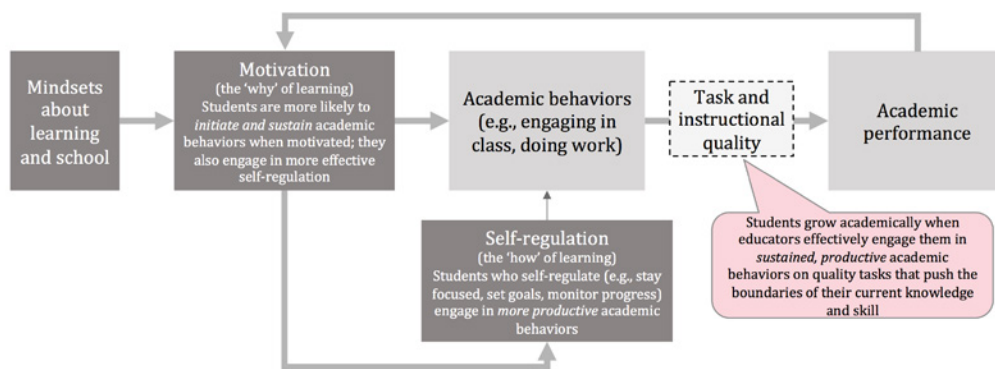 Mindsets
about
learning
and school
Motivation
(the ‘why’ of learning)
Students are more likely to
initiate and sustain academic
behaviors when motivated; they
also engage in more effective
self-regulation
Academic behaviors
(e.g., engaging in
class, doing work)
Task and
instructional
quality
Academic
performance
Self-regulation
(the ‘how’ of learning)
Students who self-regulate (e.g., stay
focused, set goals, monitor progress)
engage in more productive academic
behaviors
Students grow academically when
educators effectively engage them in
sustained, productive academic
behaviors on quality tasks that push the
boundaries of their current knowledge
and skill